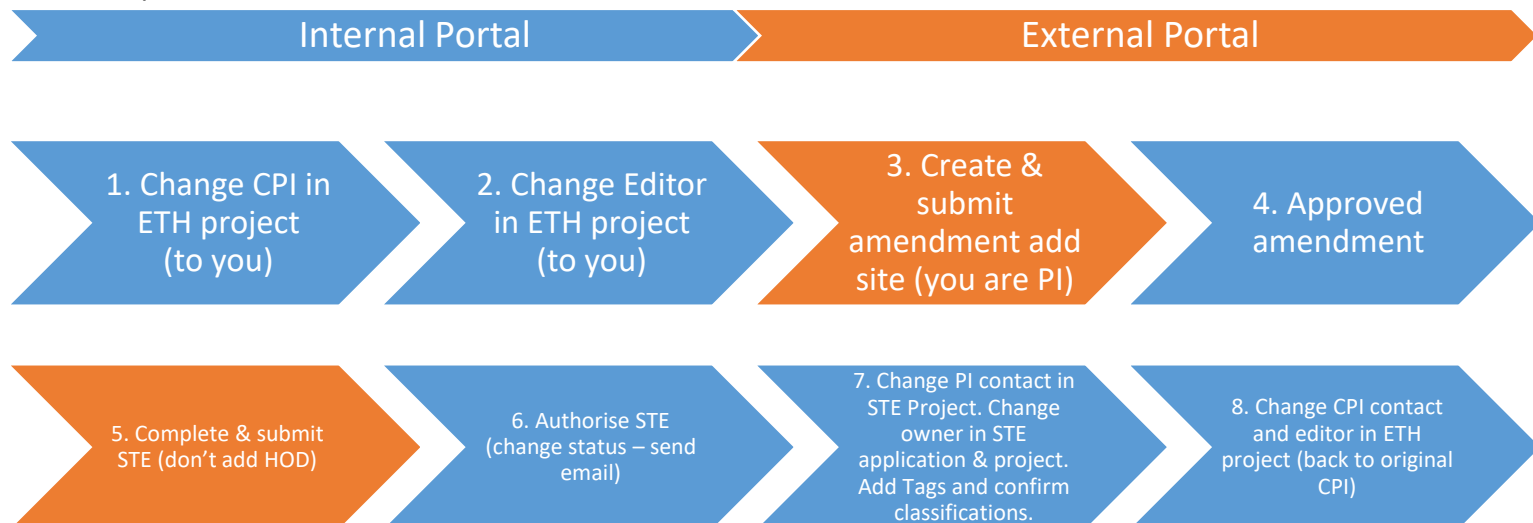 Internal Portal
External Portal
1. Change CPI in
ETH project
(to you)
2. Change Editor
in ETH project
(to you)
3. Create &
submit
amendment add
site (you are PI)
4. Approved
amendment
5. Complete & submit
STE (don’t add HOD)
6. Authorise STE
(change status – send
email)
7. Change PI contact in
STE Project. Change
owner in STE
application & project.
Add Tags and confirm
classifications.
8. Change CPI contact
and editor in ETH
project (back to original
CPI)